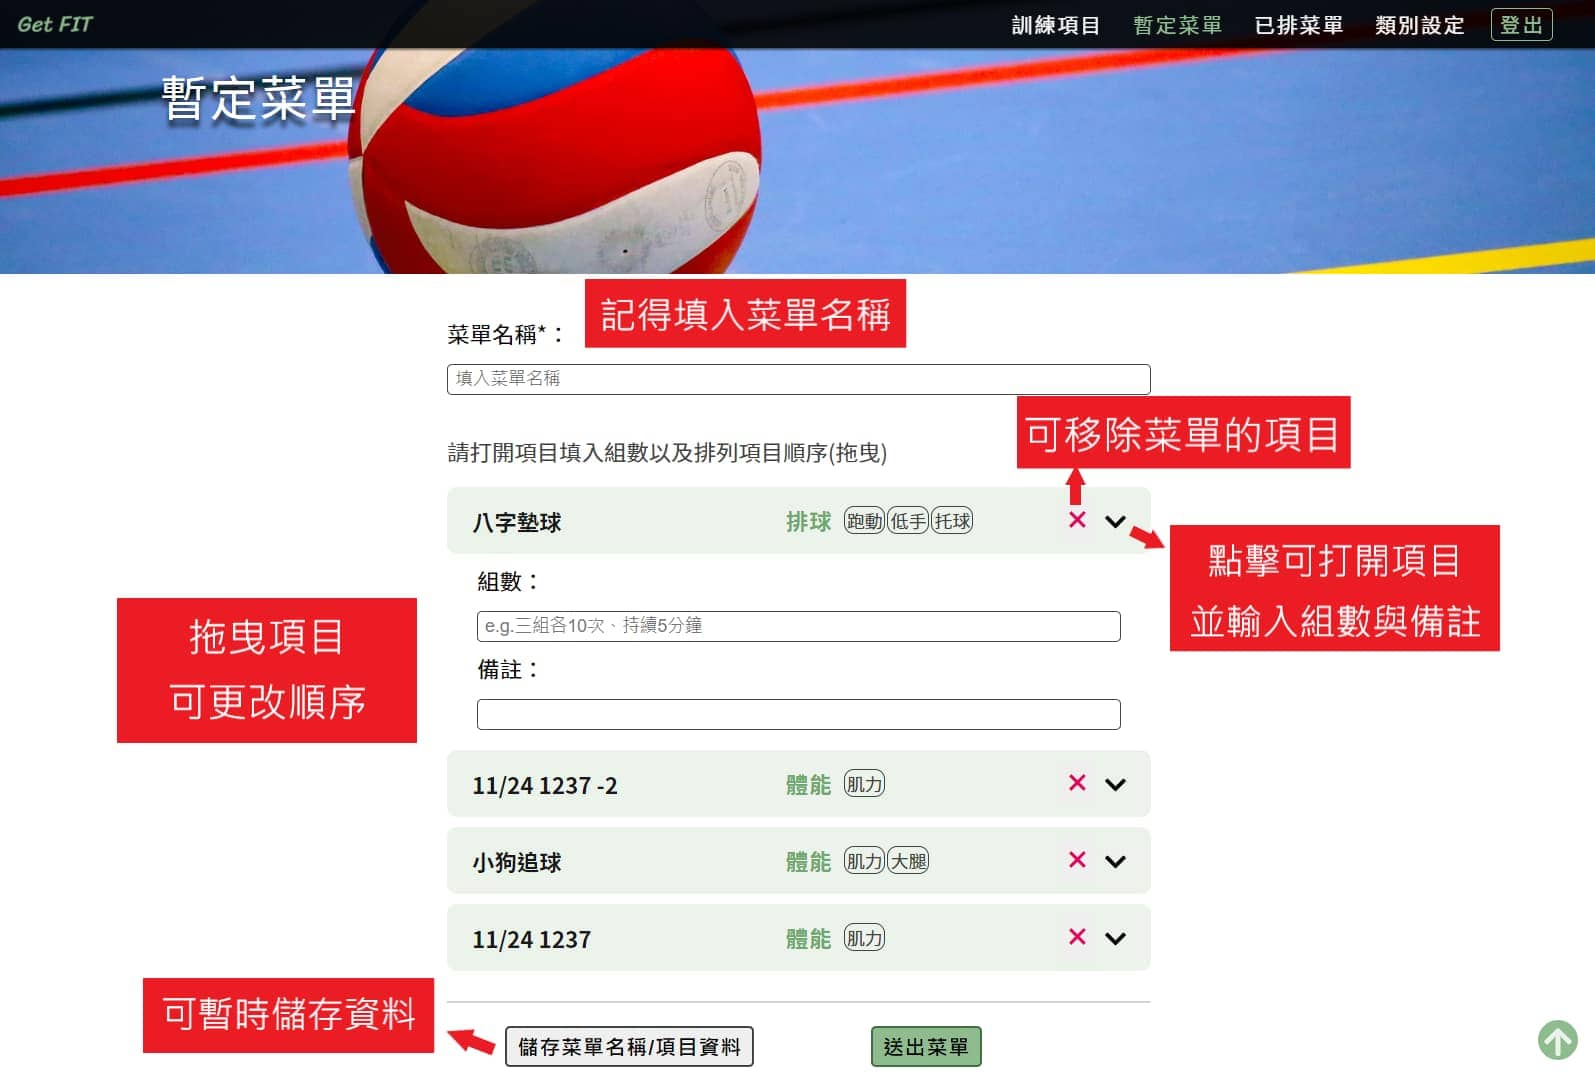 Get FIT
訓練項目
暫定菜單
已排菜單
類別設定
登出
暫定菜單
記得填入菜單名稱
菜單名稱*：
填入菜單名稱
可移除菜單的項目
請打開項目填入組數以及排列項目順序(拖曳)
八字墊球 排球 跑動 低手 托球
點擊可打開項目
並輸入組數與備註
組數：
e.g.三組各10次、持續5分鐘
備註：
拖曳項目
可更改順序
11/24 1237 -2 體能 肌力
小狗追球 體能 肌力 大腿
11/24 1237 體能 肌力
可暫時儲存資料
儲存菜單名稱/項目資料
送出菜單